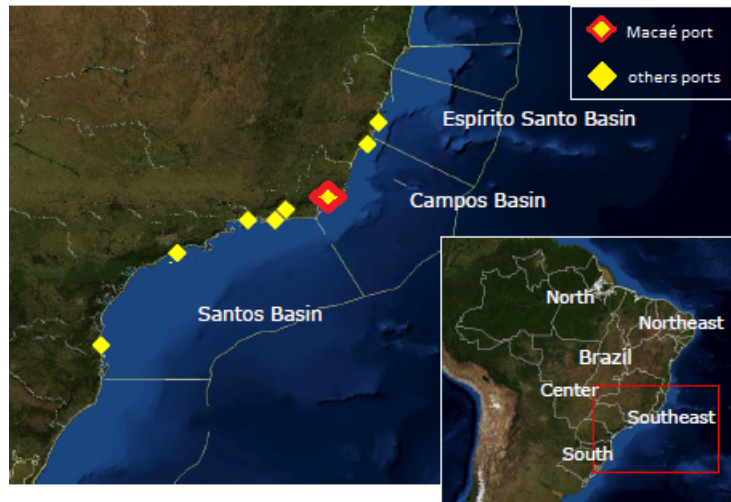 Macaé port
others ports
Espírito Santo Basin
Campos Basin
Santos Basin
North
Northeast
Brazil
Center
Southeast
South